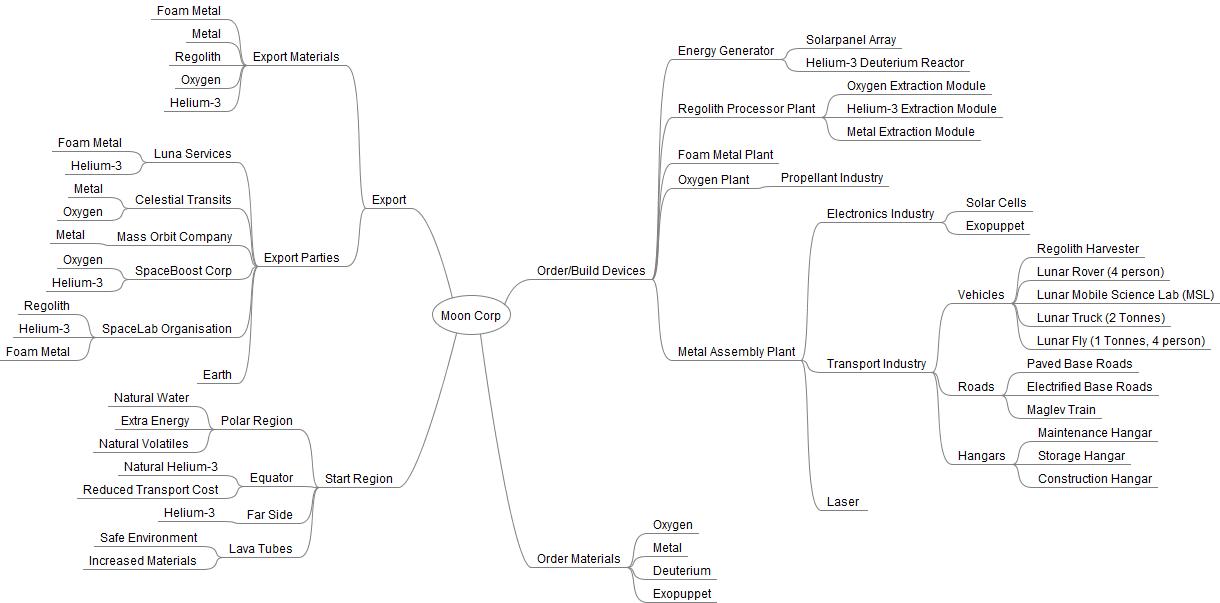 Moon Corp
Export
Export Materials
Foam Metal
Metal
Regolith
Oxygen
Helium-3
Export Parties
Luna Services
Foam Metal
Helium-3
Celestial Transits
Metal
Oxygen
Mass Orbit Company
Metal
SpaceBoost Corp
Oxygen
Helium-3
SpaceLab Organisation
Regolith
Helium-3
Foam Metal
Earth
Start Region
Polar Region
Natural Water
Extra Energy
Natural Volatiles
Equator
Natural Helium-3
Reduced Transport Cost
Far Side
Helium-3
Lava Tubes
Safe Environment
Increased Materials
Order/Build Devices
Energy Generator
Solarpanel Array
Helium-3 Deuterium Reactor
Regolith Processor Plant
Oxygen Extraction Module
Helium-3 Extraction Module
Metal Extraction Module
Foam Metal Plant
Oxygen Plant
Propellant Industry
Metal Assembly Plant
Electronics Industry
Solar Cells
Exopuppet
Transport Industry
Vehicles
Regolith Harvester
Lunar Rover (4 person)
Lunar Mobile Science Lab (MSL)
Lunar Truck (2 Tonnes)
Lunar Fly (1 Tonnes, 4 person)
Roads
Paved Base Roads
Electrified Base Roads
Maglev Train
Hangars
Maintenance Hangar
Storage Hangar
Construction Hangar
Laser
Order Materials
Oxygen
Metal
Deuterium
Exopuppet